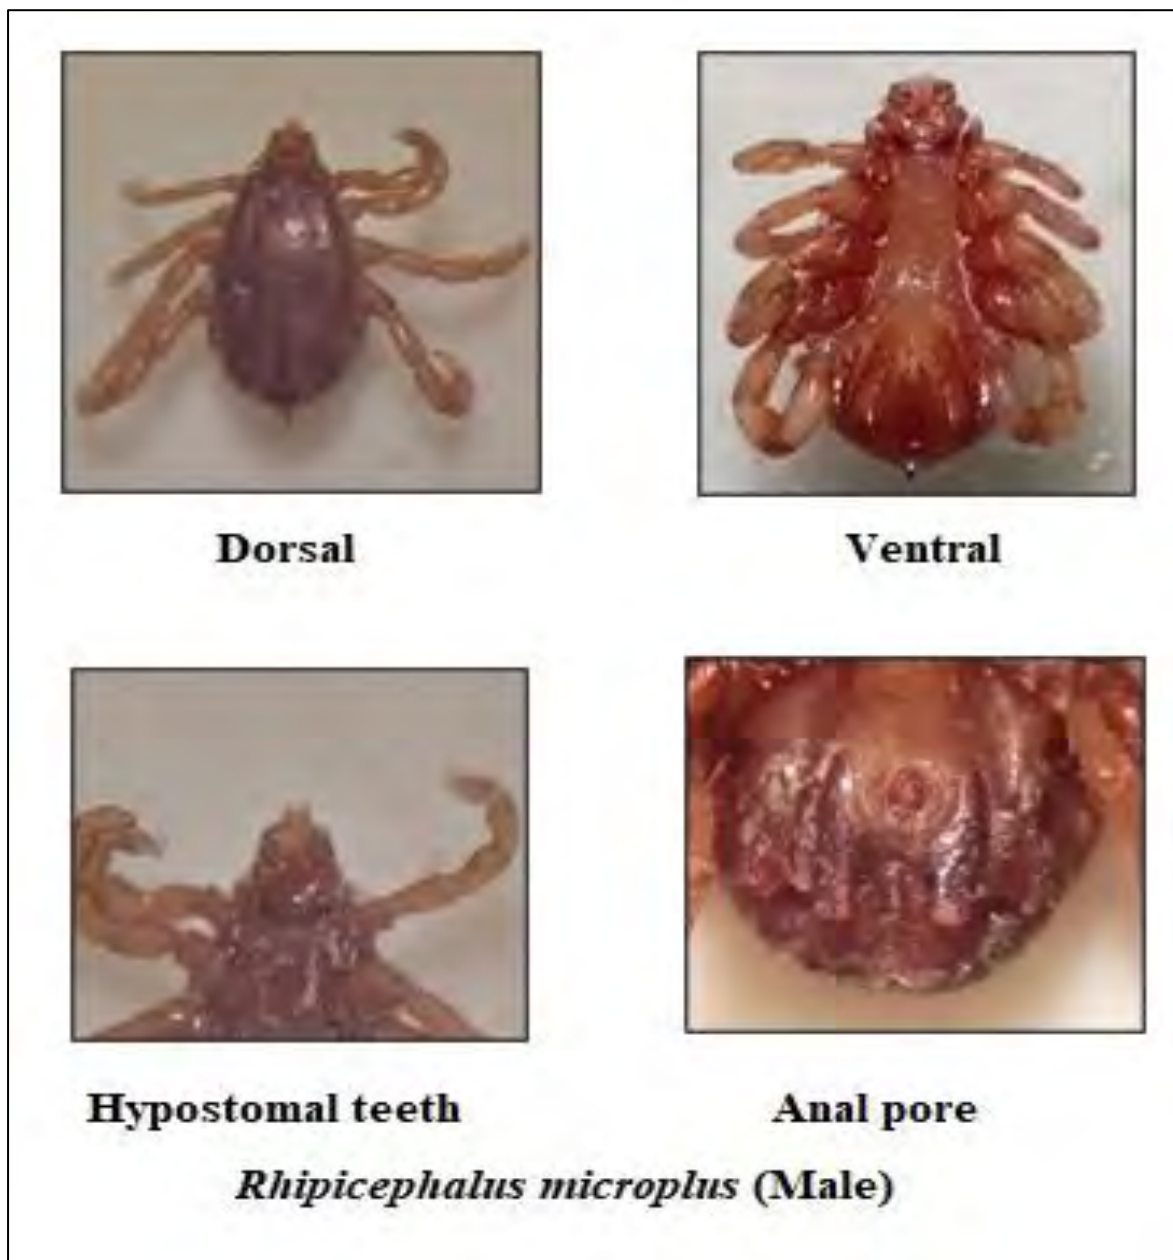 Dorsal
Ventral
Hypostomal teeth
Anal pore
Rhipicephalus microplus (Male)